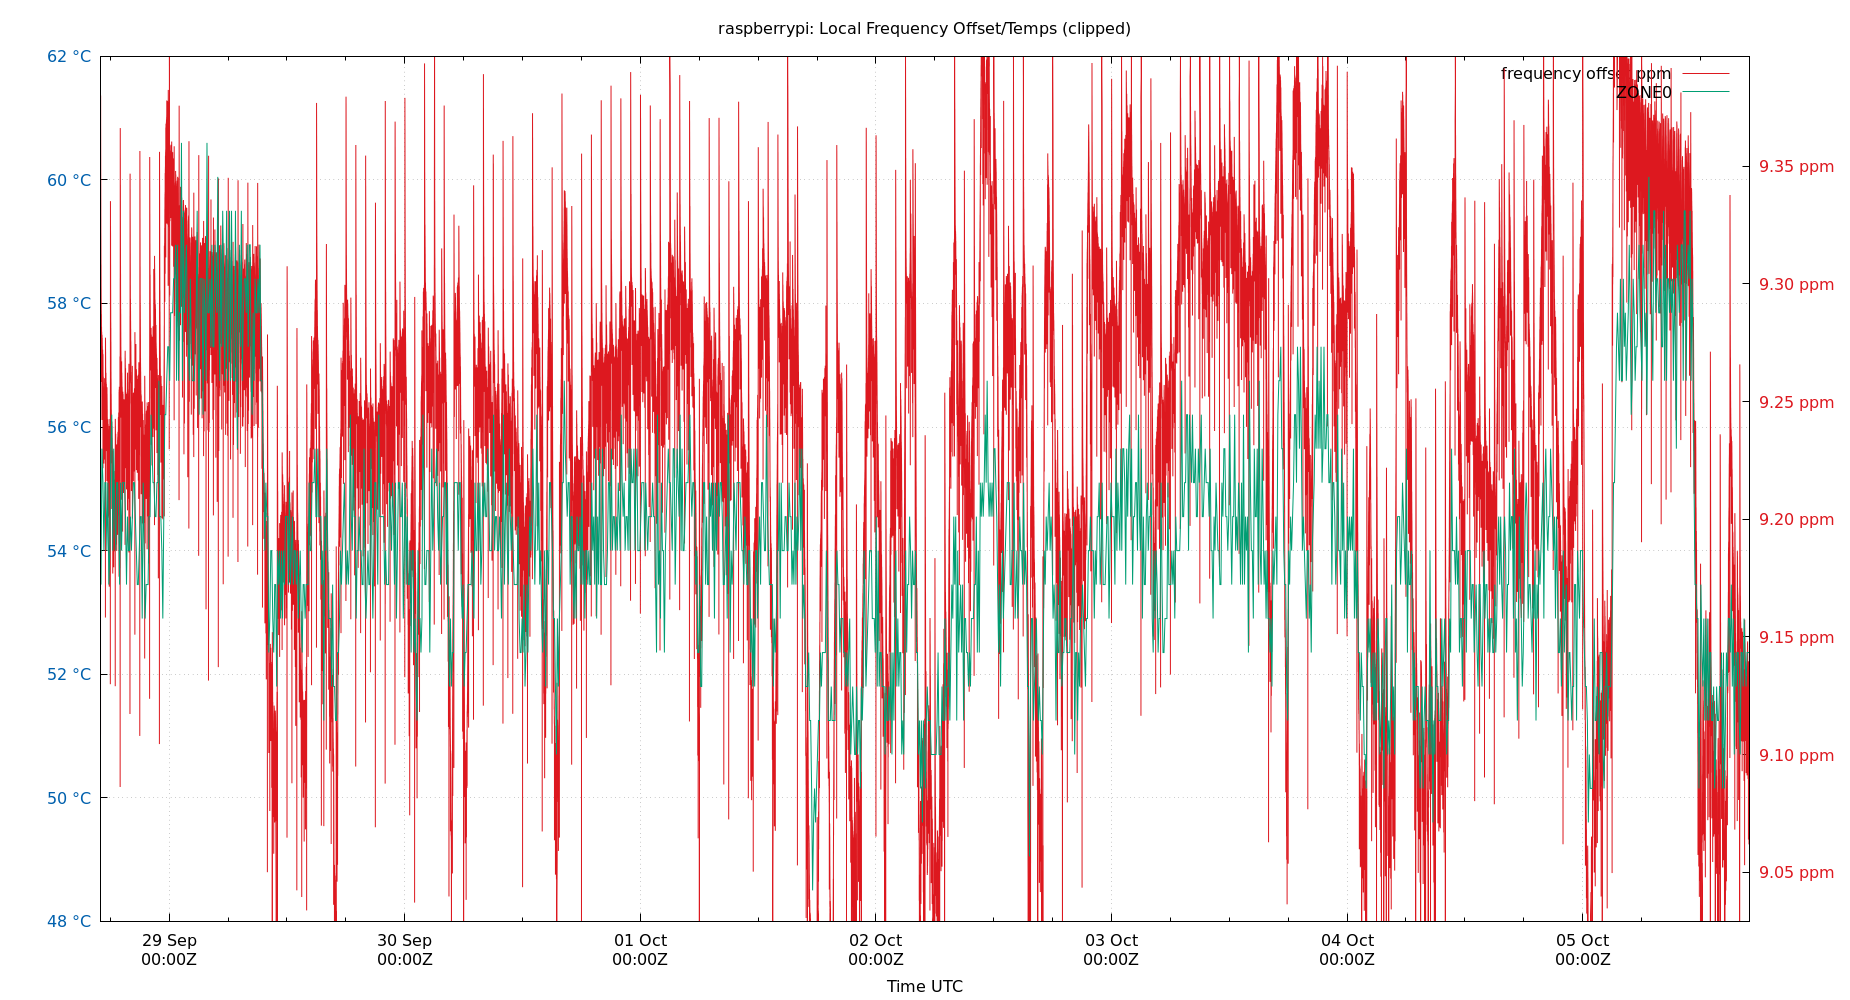 raspberrypi: Local Frequency Offset/Temps (clipped)
62 °C
60 °C
58 °C
56 °C
54 °C
52 °C
50 °C
48 °C
frequency offset ppm
ZONE0
9.35 ppm
9.30 ppm
9.25 ppm
9.20 ppm
9.15 ppm
9.10 ppm
9.05 ppm
29 Sep
00:00Z
30 Sep
00:00Z
01 Oct
00:00Z
02 Oct
00:00Z
03 Oct
00:00Z
04 Oct
00:00Z
05 Oct
00:00Z
Time UTC